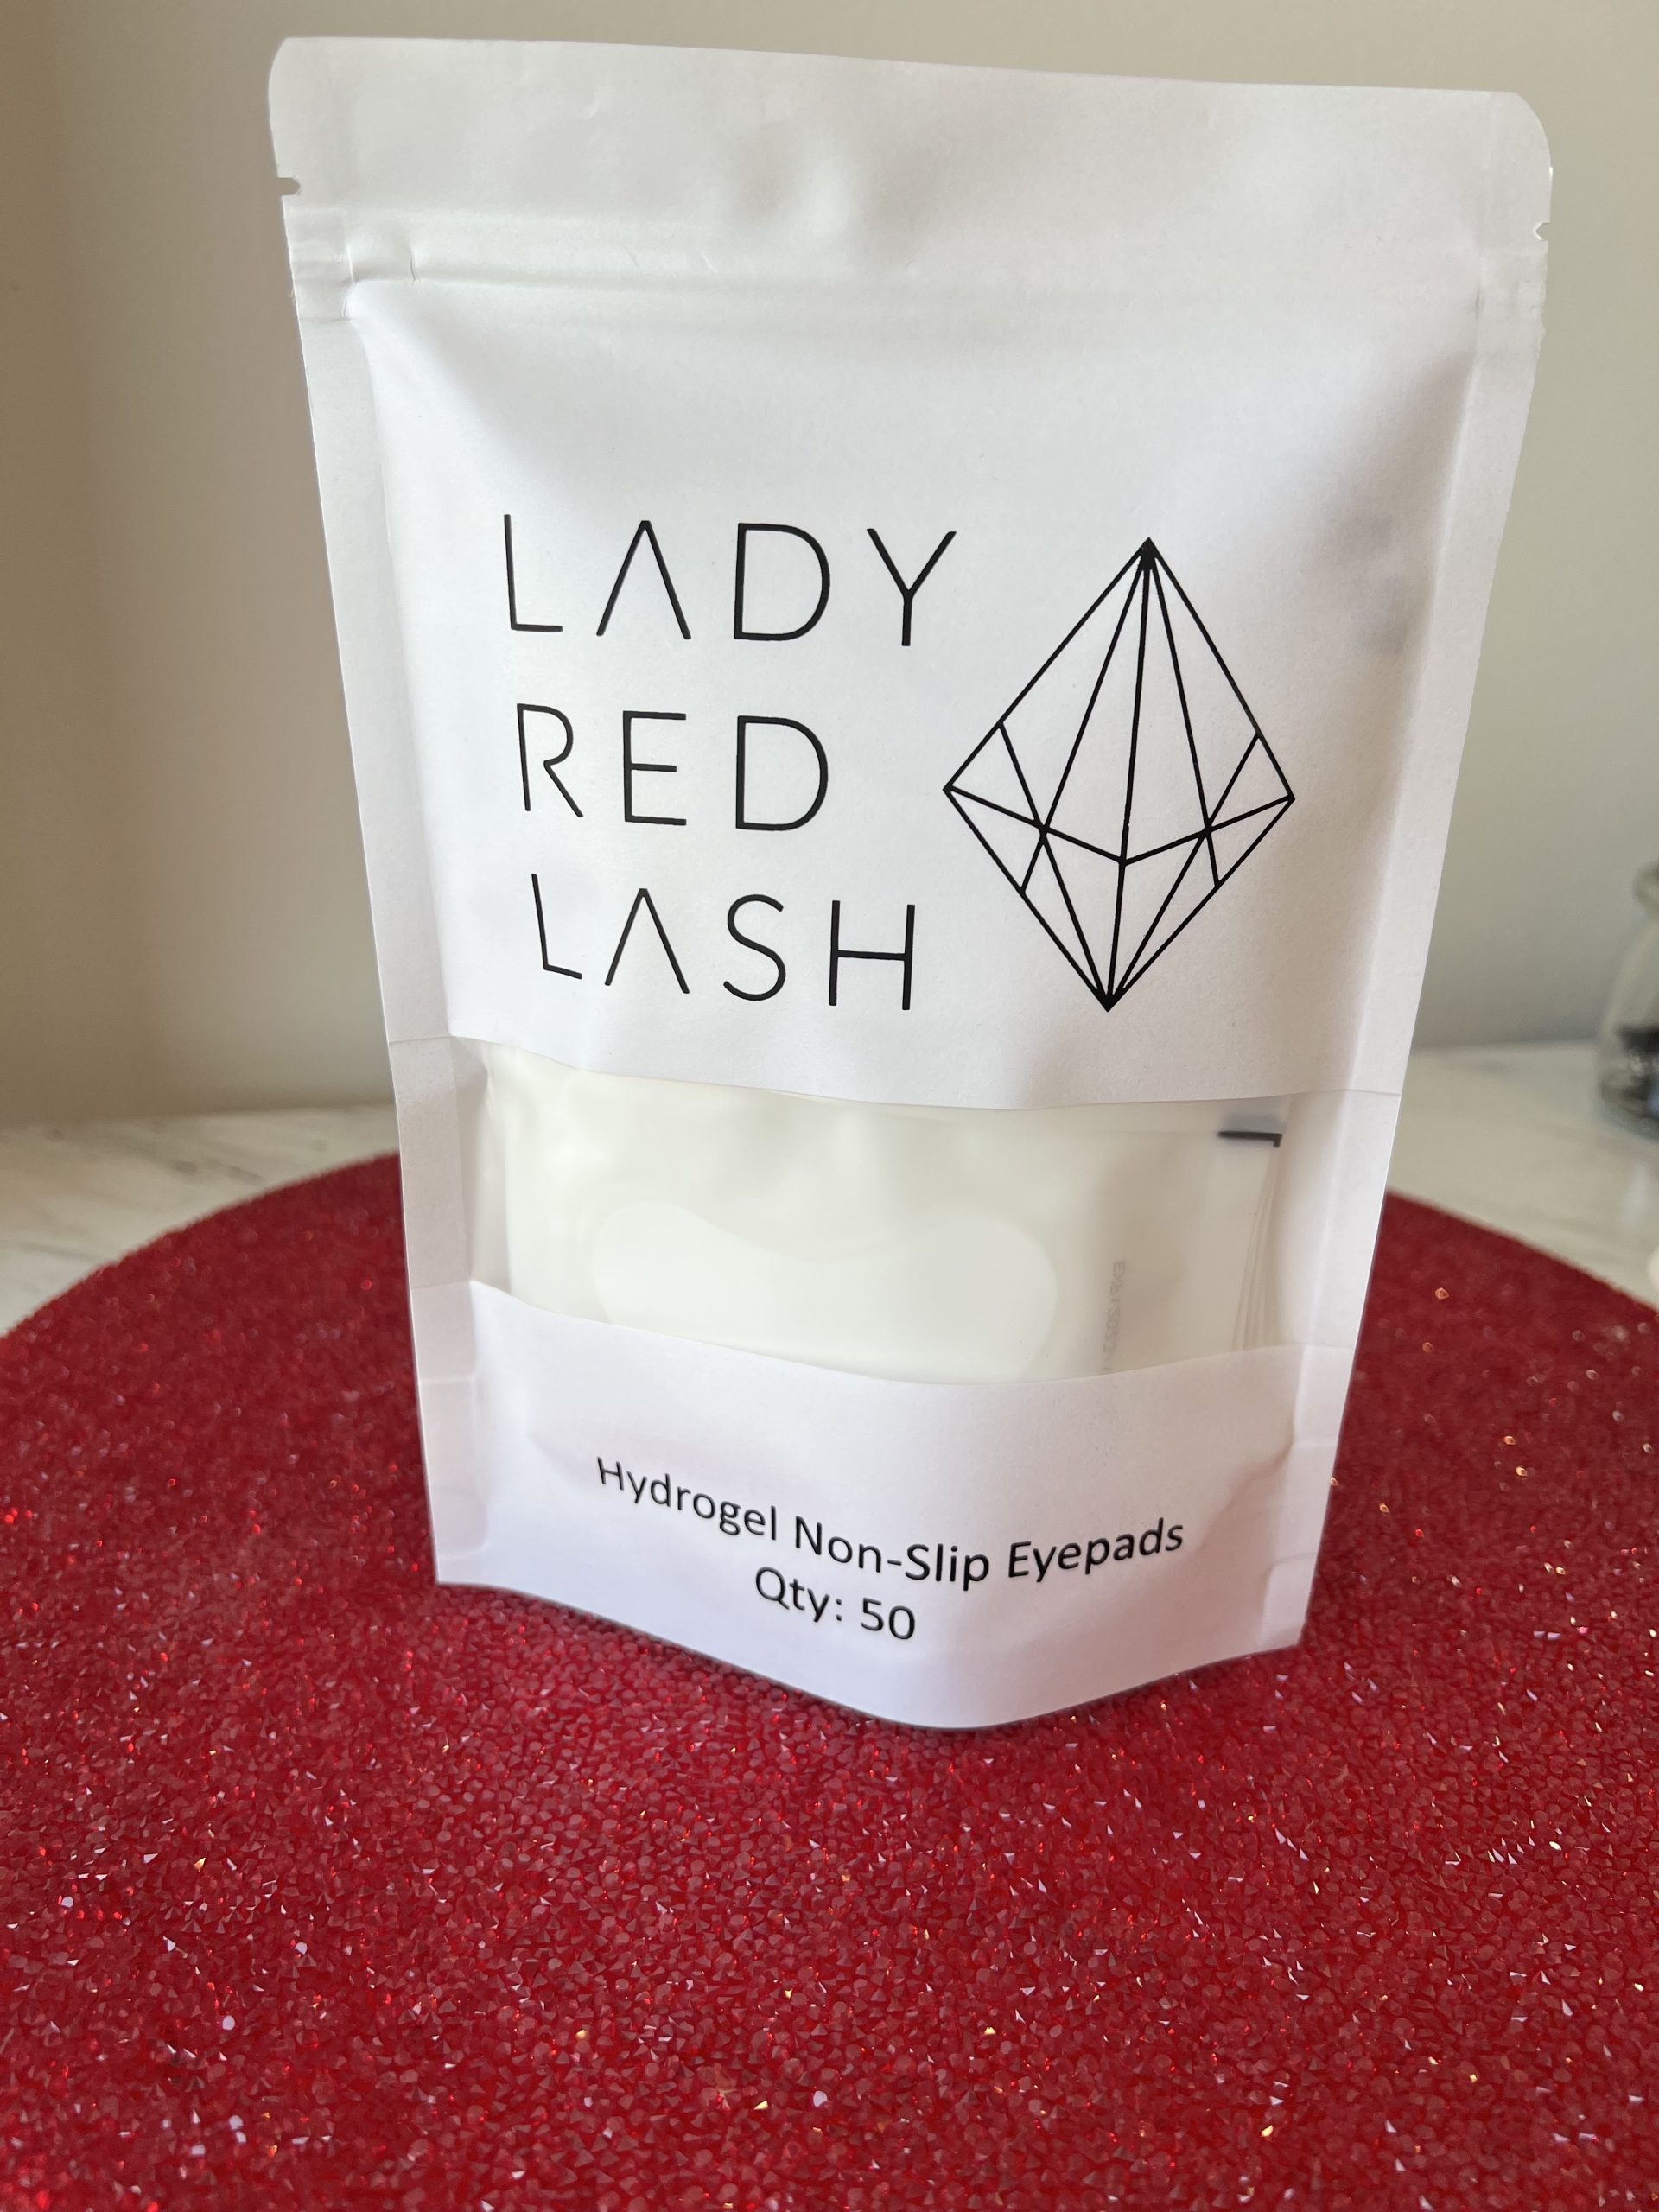 LADY
RED
LASH
Hydrogel Non-Slip Eyepads
Qty: 50